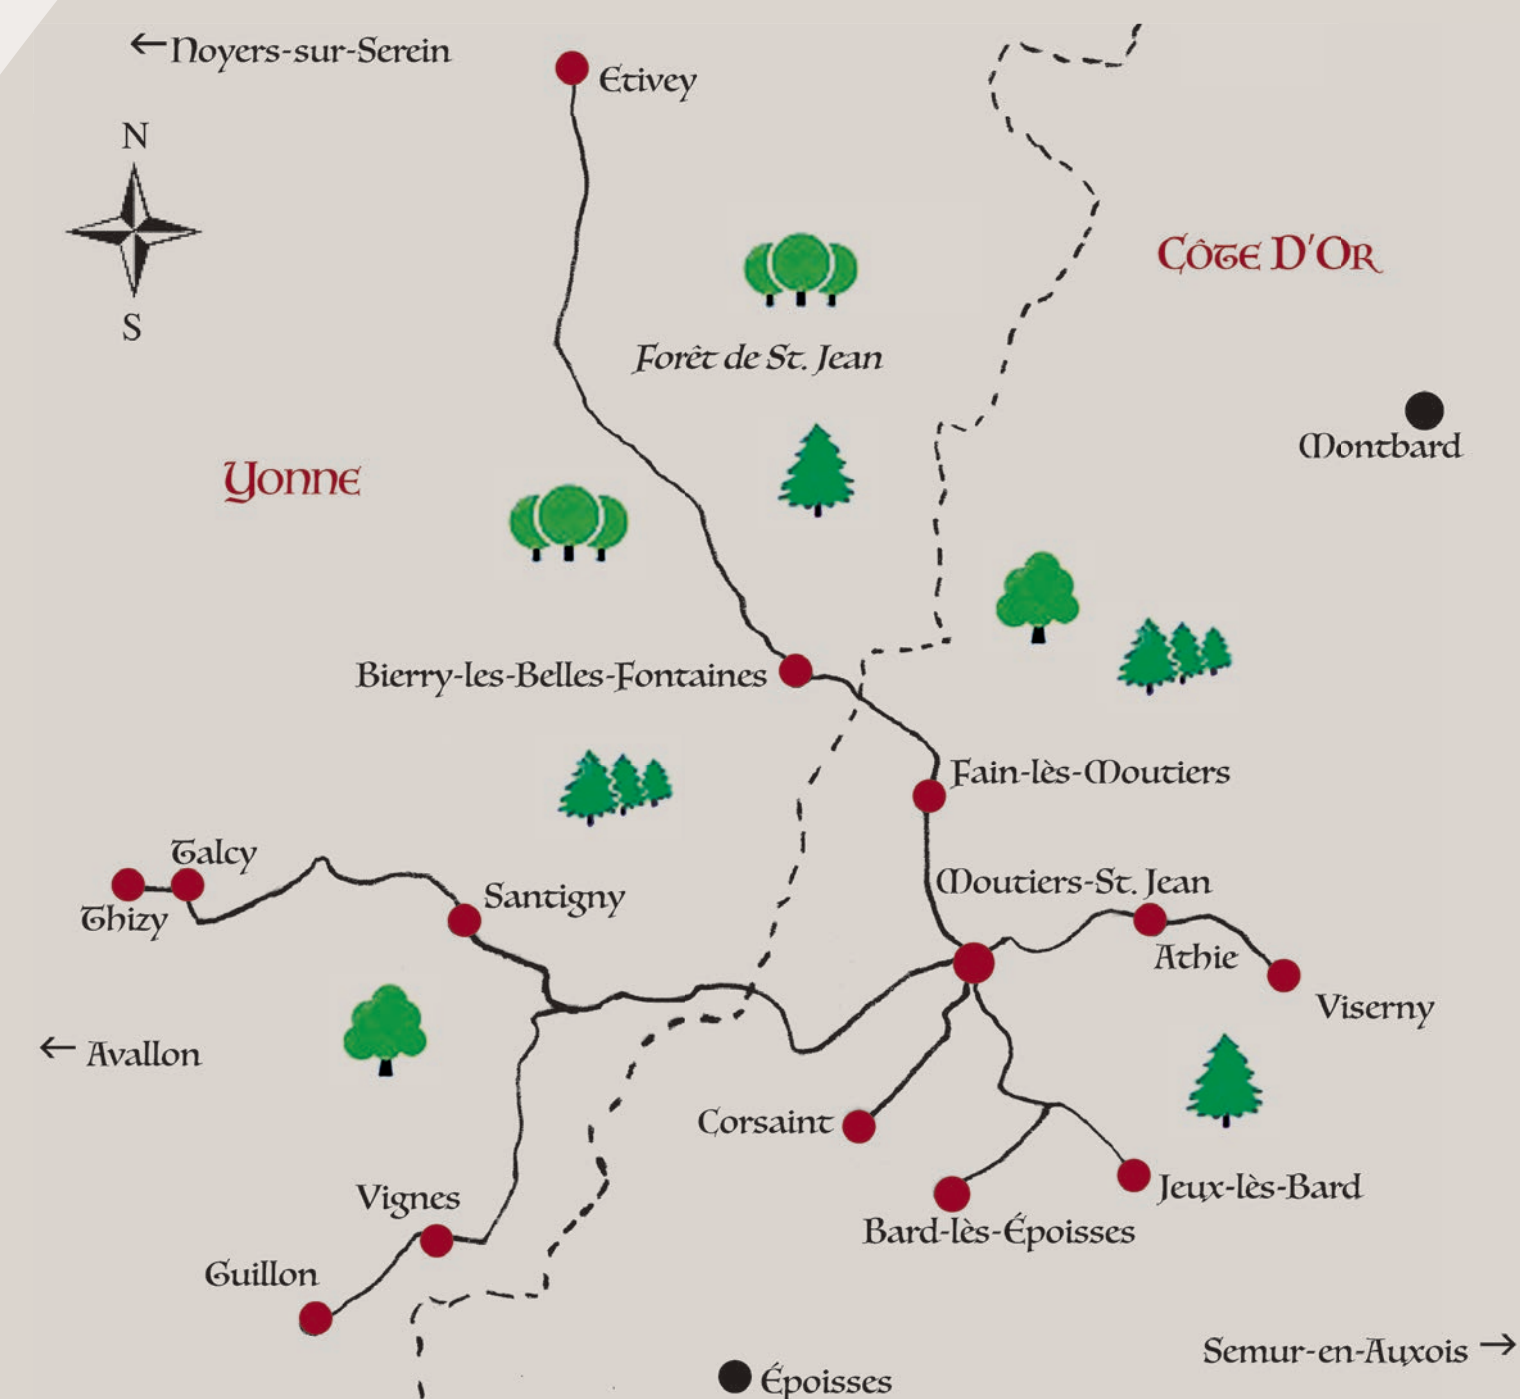 ←Noyers-sur-Serein
Etivey
N
S
CÔTE D'OR
Forêt de St. Jean
Montbard
Yonne
Bierry-les-Belles-Fontaines
Fain-lès-Moutiers
Talcy
Thizy
Santigny
Moutiers-St. Jean
Athie
Viserny
← Avallon
Corsaint
Vignes
Jeux-lès-Bard
Bard-lès-Époisses
Guillon
Semur-en-Auxois →
Époisses